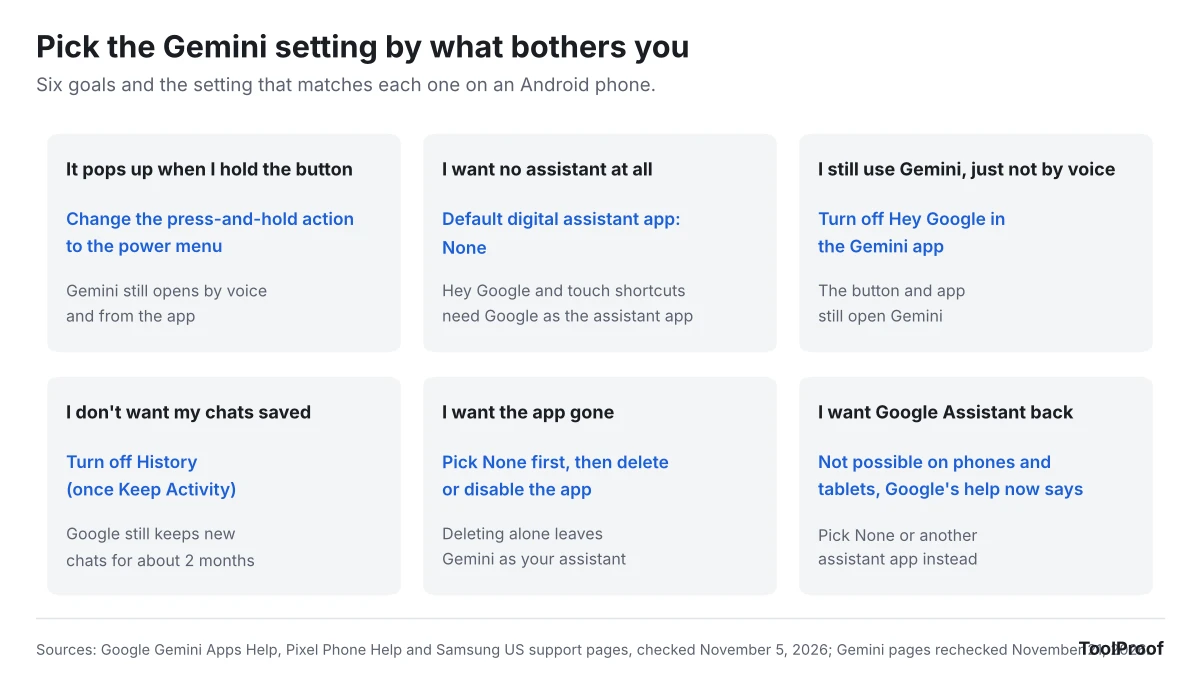 Pick the Gemini setting by what bothers you
Six goals and the setting that matches each one on an Android phone.
It pops up when I hold the button
Change the press-and-hold action
to the power menu
Gemini still opens by voice
and from the app
I want no assistant at all
Default digital assistant app:
None
Hey Google and touch shortcuts
need Google as the assistant app
I still use Gemini, just not by voice
Turn off Hey Google in
the Gemini app
The button and app
still open Gemini
I don't want my chats saved
Turn off History
(once Keep Activity)
Google still keeps new
chats for about 2 months
I want the app gone
Pick None first, then delete
or disable the app
Deleting alone leaves
Gemini as your assistant
I want Google Assistant back
Not possible on phones and
tablets, Google's help now says
Pick None or another
assistant app instead
Sources: Google Gemini Apps Help, Pixel Phone Help and Samsung US support pages, checked November 5, 2026; Gemini pages rechecked November
ToolProof